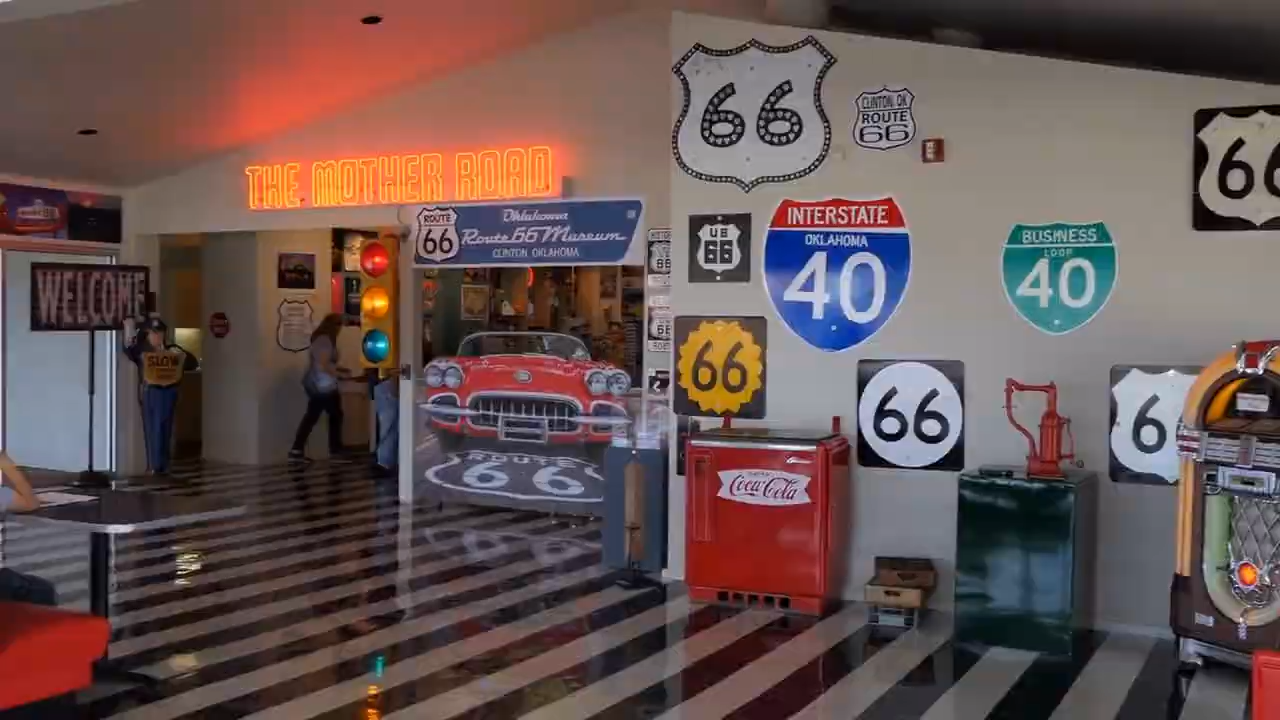 THE MOTHER ROAD
WELCOME
SLOW
ROUTE
66
Oklahoma
Route 66 Museum
CLINTON OKLAHOMA
ROUTE
66
66
CLINTON, OK
ROUTE
66
66
US
66
INTERSTATE
OKLAHOMA
40
BUSINESS
LOOP
40
66
66
6
Coca-Cola